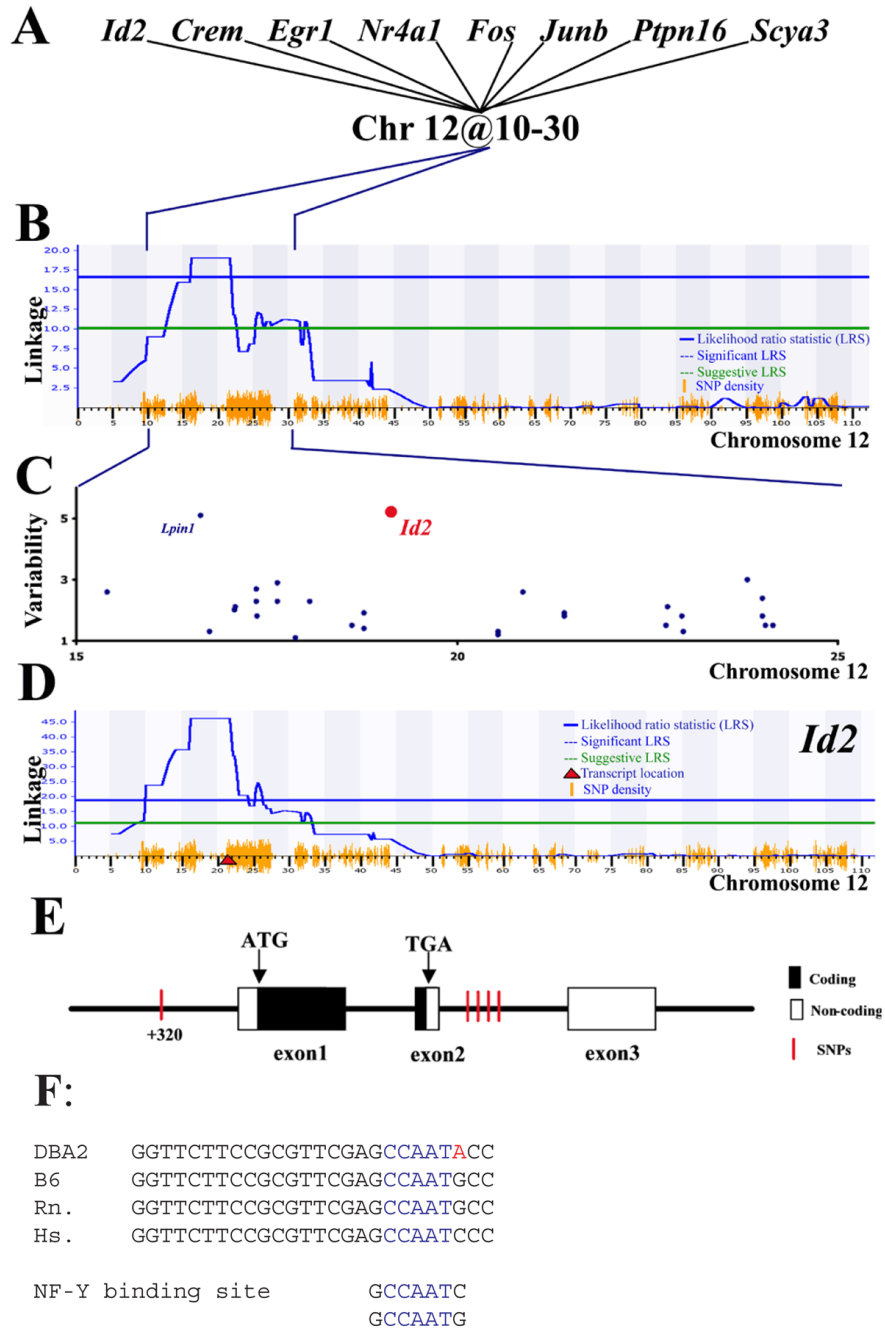 A
Id2 Crem Egr1 Nr4a1 Fos Junb Ptpn16 Scya3
Chr 12@10-30
B
Linkage
20.0
17.5
15.0
12.5
10.0
7.5
5.0
2.5
Likelihood ratio statistic (LRS)
Significant LRS
Suggestive LRS
SNP density
0 5 10 15 20 25 30 35 40 45 50 55 60 65 70 75 80 85 90 95 100 105 110
Chromosome 12
C
Variability
5
3
1
Lpin1
Id2
15 20 25
Chromosome 12
D
Linkage
45.0
40.0
35.0
30.0
25.0
20.0
15.0
10.0
5.0
Likelihood ratio statistic (LRS)
Significant LRS
Suggestive LRS
Transcript location
SNP density
Id2
0 5 10 15 20 25 30 35 40 45 50 55 60 65 70 75 80 85 90 95 100 105 110
Chromosome 12
E
ATG TGA
+320
exon1 exon2 exon3
Coding
Non-coding
SNPs
F:
DBA2 GGTTCTTCCGCGTTCGAGCCAATACC
B6 GGTTCTTCCGCGTTCGAGCCAATGCC
Rn. GGTTCTTCCGCGTTCGAGCCAATGCC
Hs. GGTTCTTCCGCGTTCGAGCCAATCCC
NF-Y binding site GCCAATC
GCCAATG